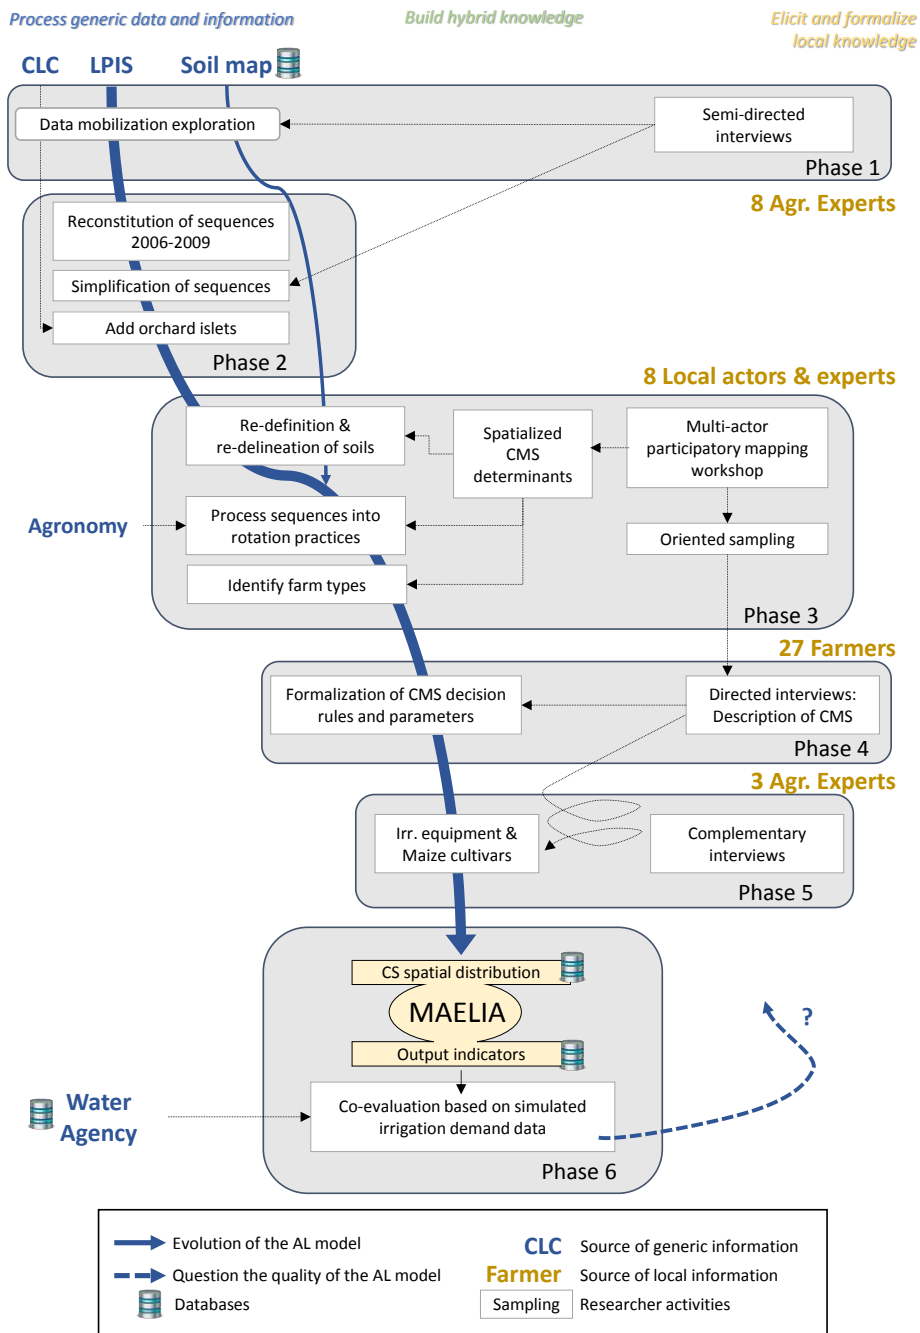 Process generic data and information
Build hybrid knowledge
Elicit and formalize
local knowledge
CLC
LPIS
Soil map
Data mobilization exploration
Semi-directed
interviews
Phase 1
8 Agr. Experts
Reconstitution of sequences
2006-2009
Simplification of sequences
Add orchard islets
Phase 2
8 Local actors & experts
Re-definition &
re-delineation of soils
Spatialized
CMS
determinants
Multi-actor
participatory mapping
workshop
Agronomy
Process sequences into
rotation practices
Oriented sampling
Identify farm types
Phase 3
27 Farmers
Formalization of CMS decision
rules and parameters
Directed interviews:
Description of CMS
Phase 4
3 Agr. Experts
Irr. equipment &
Maize cultivars
Complementary
interviews
Phase 5
CS spatial distribution
MAELIA
?
Output indicators
Water
Agency
Co-evaluation based on simulated
irrigation demand data
Phase 6
Evolution of the AL model
CLC Source of generic information
Question the quality of the AL model
Farmer Source of local information
Databases
Sampling Researcher activities